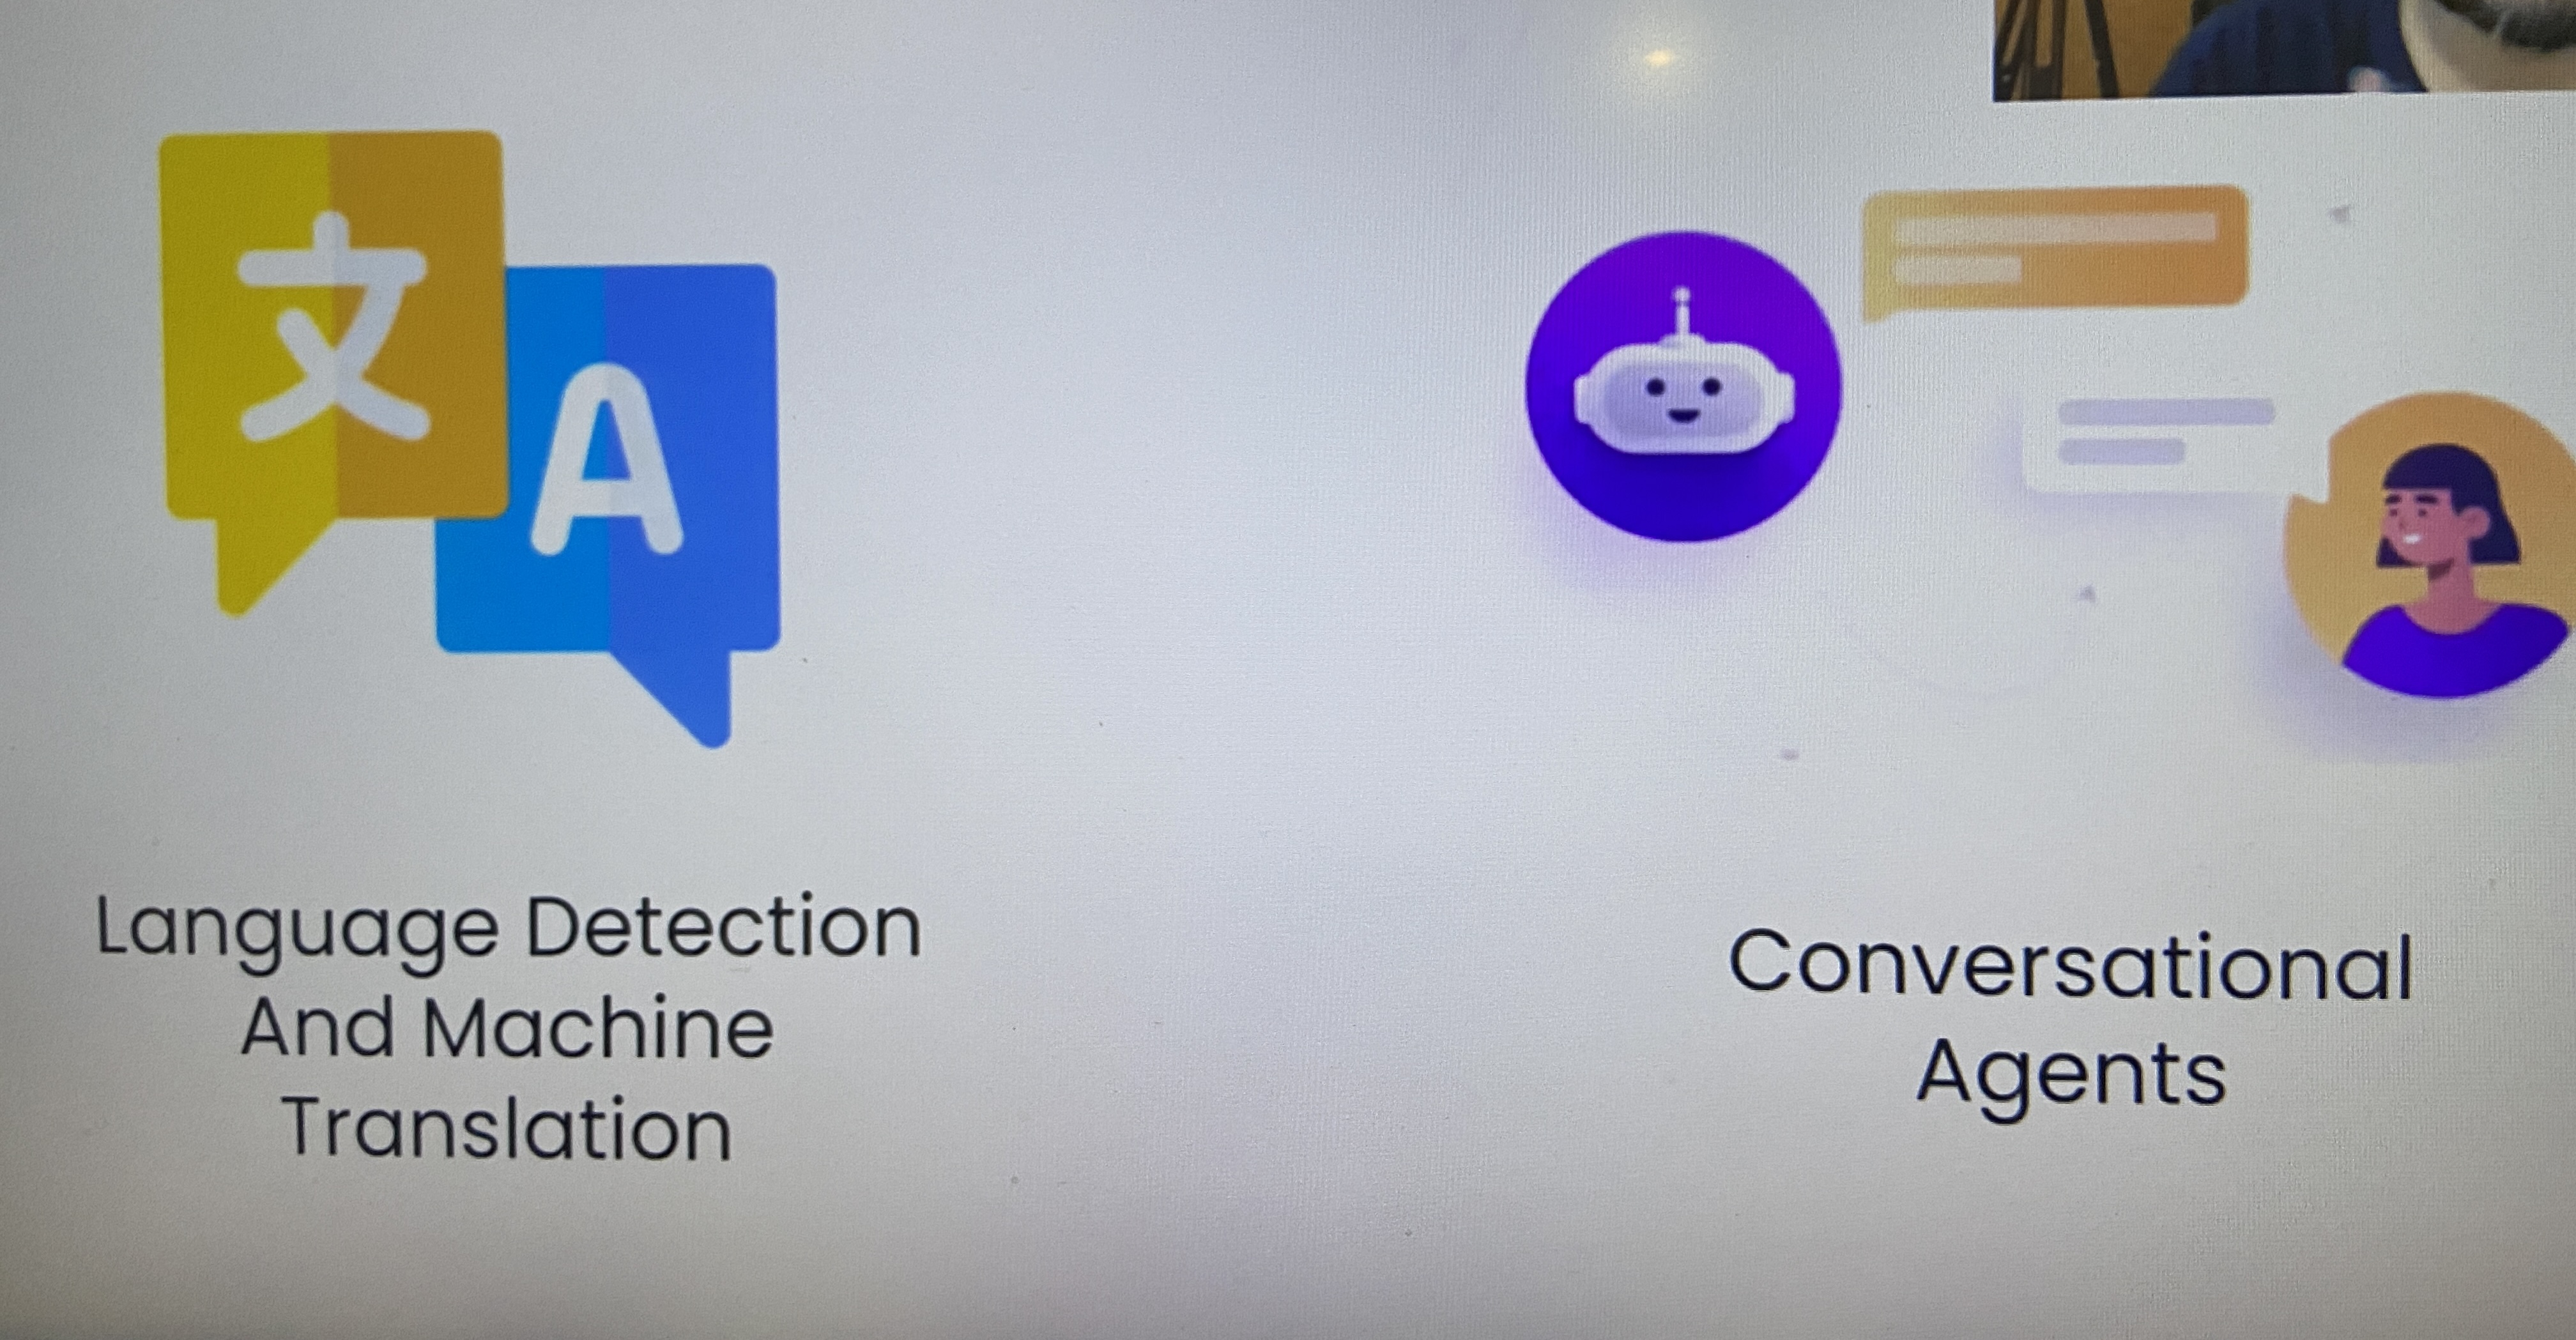 文
A
Language Detection
And Machine
Translation
Conversational
Agents